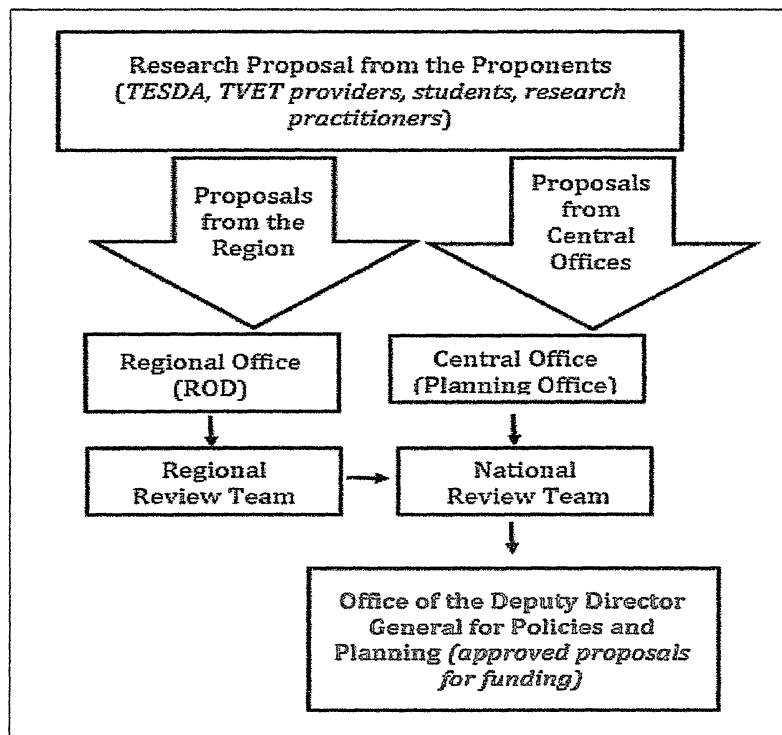 Research Proposal from the Proponents
(TESDA, TVET providers, students, research
practitioners)
Proposals
from the
Region
Proposals
from
Central
Offices
Regional Office
(ROD)
Central Office
(Planning Office)
Regional
Review Team
National
Review Team
Office of the Deputy Director
General for Policies and
Planning (approved proposals
for funding)